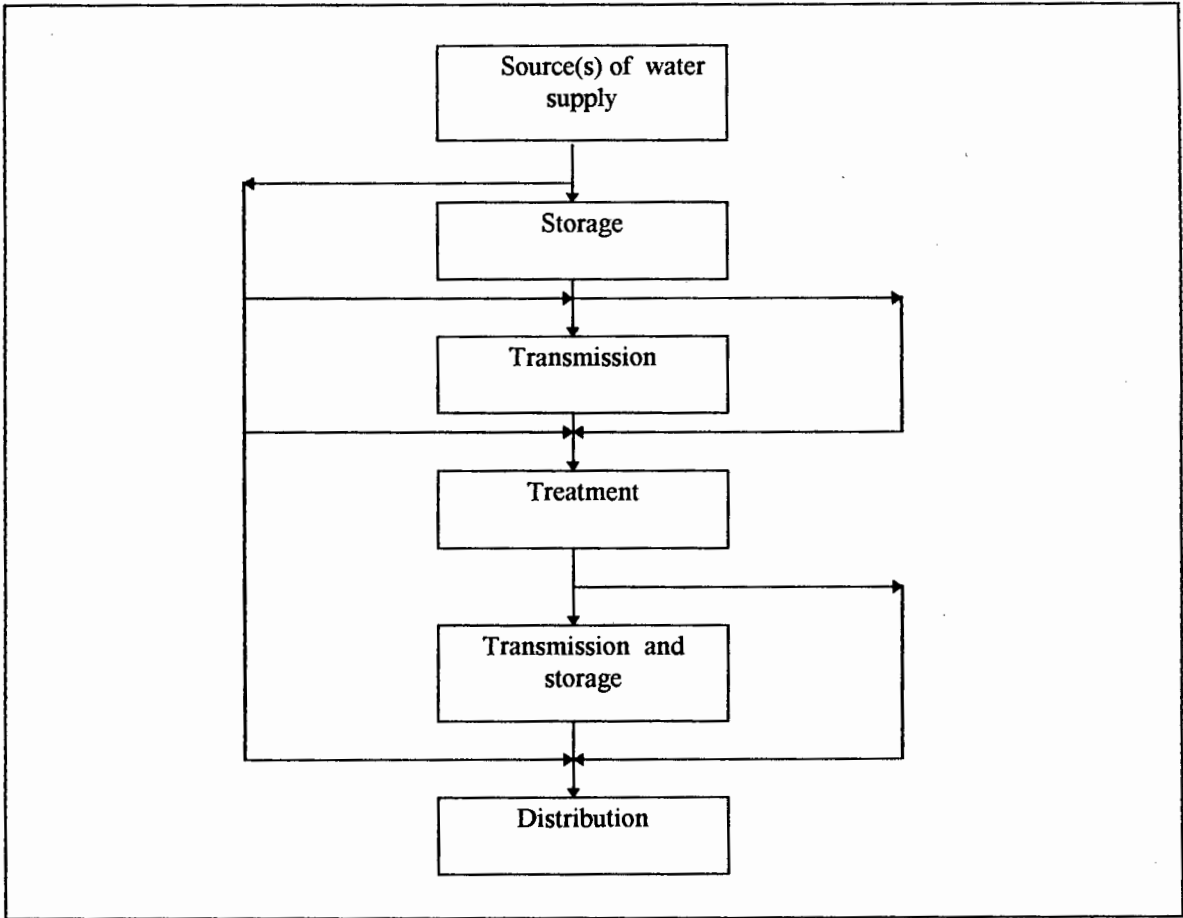 Source(s) of water
supply
Storage
Transmission
Treatment
Transmission and
storage
Distribution